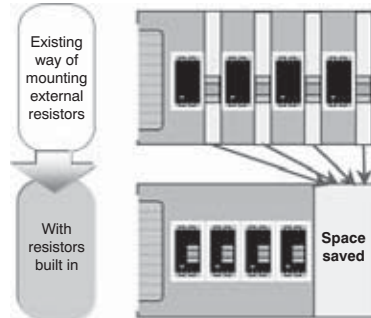 Existing
way of
mounting
external
resistors
With
resistors
built in
Space
saved